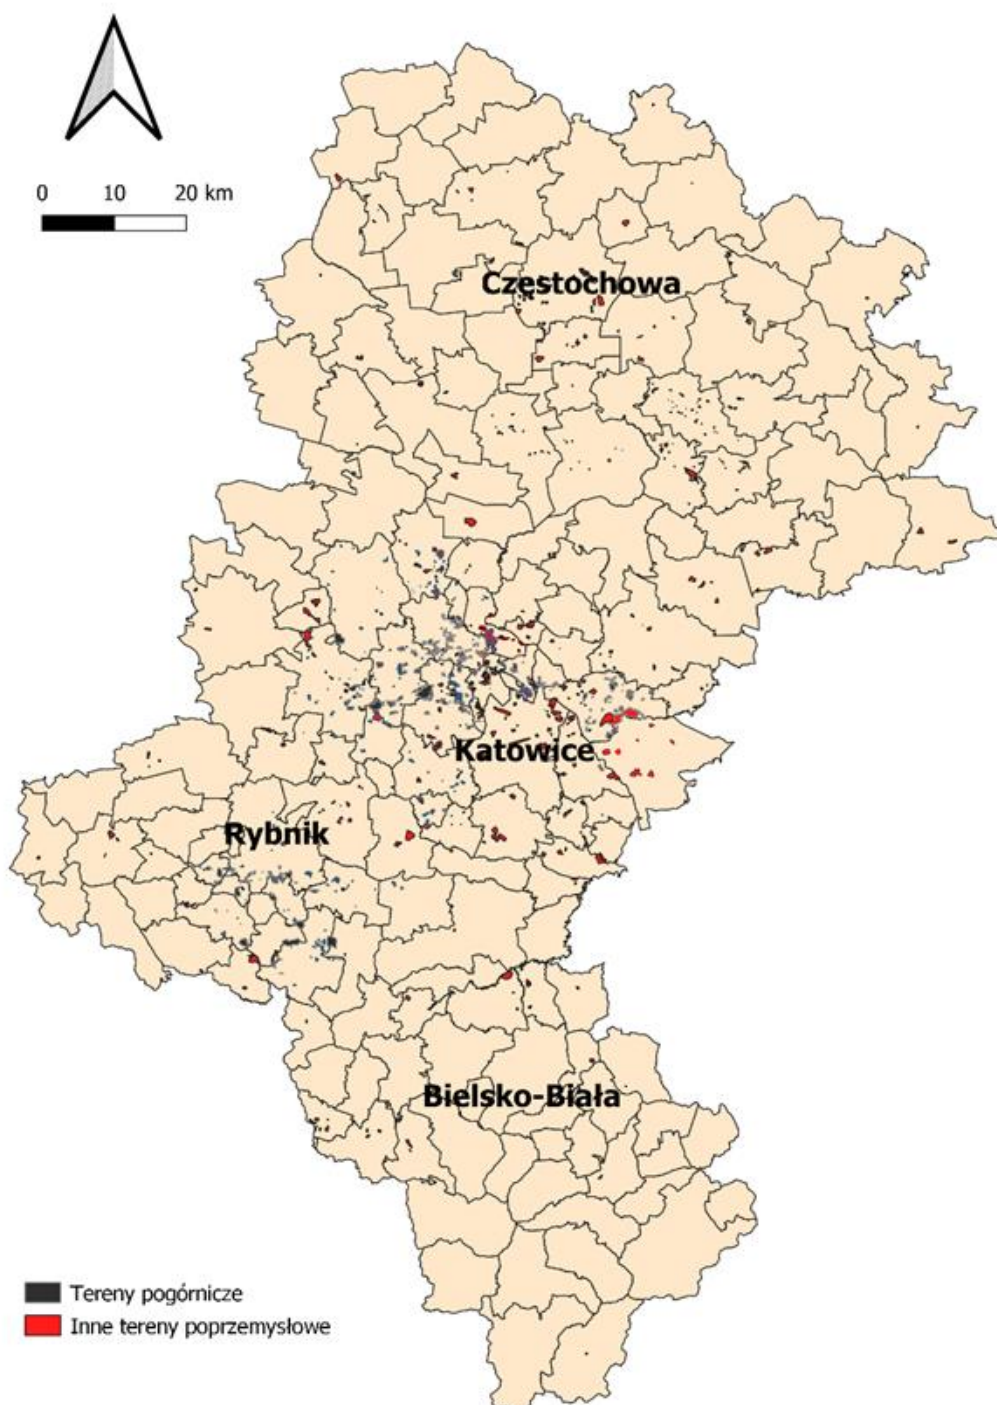 0 10 20 km
Częstochowa
Katowice
Rybnik
Bielsko-Biała
Tereny pogórnicze
Inne tereny poprzemysłowe